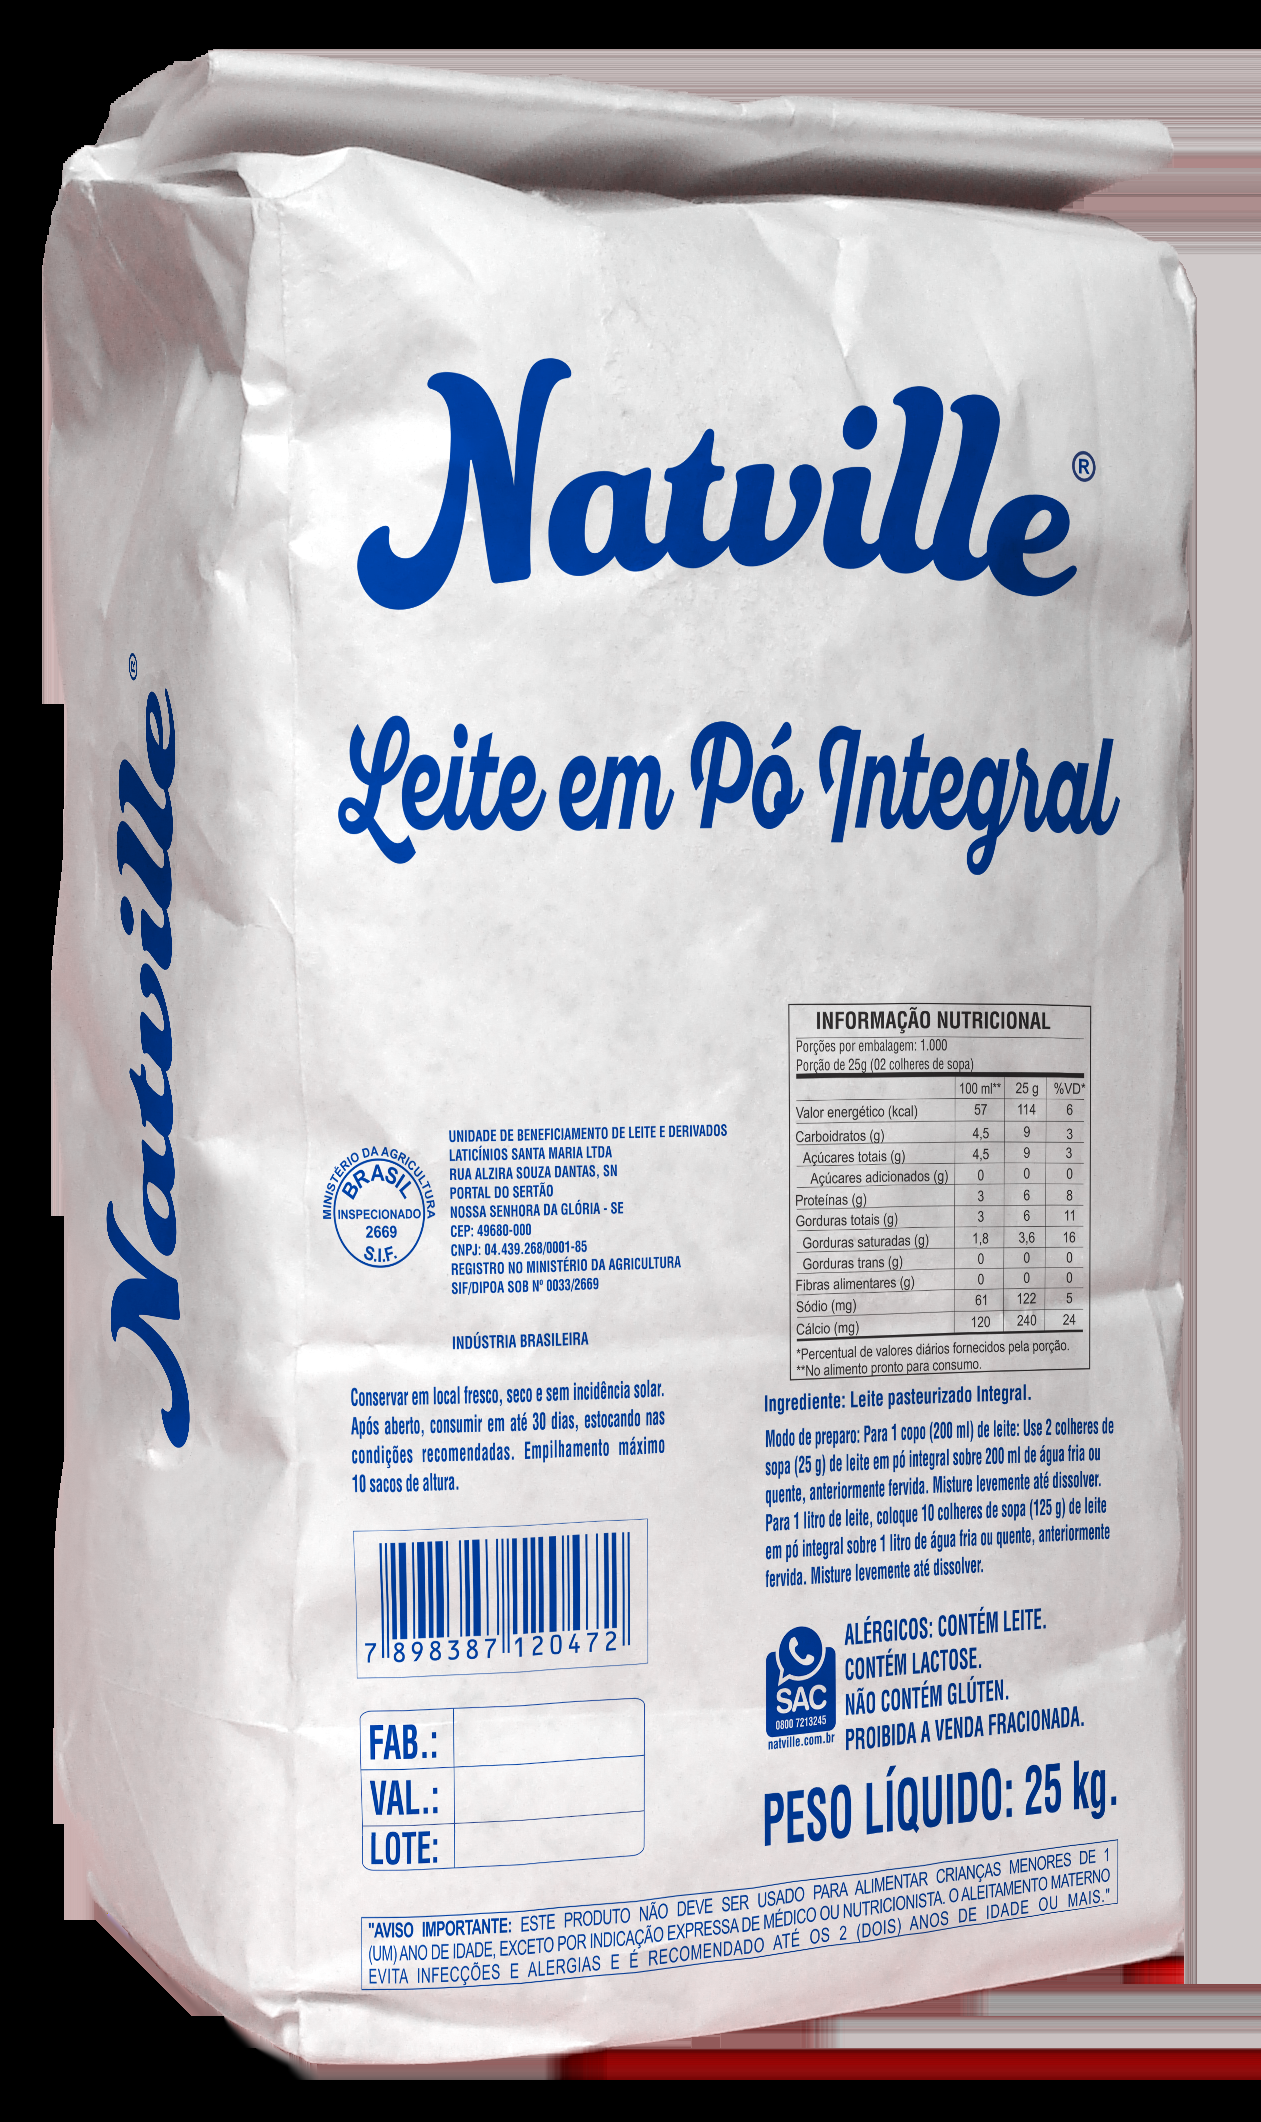 Natville®
Leite em Pó Integral
Natville®
MINISTÉRIO DA AGRICULTURA
BRASIL
INSPECIONADO
2669
S.I.F.
UNIDADE DE BENEFICIAMENTO DE LEITE E DERIVADOS
LATICÍNIOS SANTA MARIA LTDA
RUA ALZIRA SOUZA DANTAS, SN
PORTAL DO SERTÃO
NOSSA SENHORA DA GLÓRIA - SE
CEP: 49680-000
CNPJ: 04.439.268/0001-85
REGISTRO NO MINISTÉRIO DA AGRICULTURA
SIF/DIPOA SOB Nº 0033/2669
INDÚSTRIA BRASILEIRA
Conservar em local fresco, seco e sem incidência solar.
Após aberto, consumir em até 30 dias, estocando nas
condições recomendadas. Empilhamento máximo
10 sacos de altura.
7 898387 120472
FAB.:
VAL.:
LOTE:
INFORMAÇÃO NUTRICIONAL
Porções por embalagem: 1.000
Porção de 25g (02 colheres de sopa)
100 ml** 25 g %VD*
Valor energético (kcal) 57 114 6
Carboidratos (g) 4,5 9 3
Açúcares totais (g) 4,5 9 3
Açúcares adicionados (g) 0 0 0
Proteínas (g) 3 6 8
Gorduras totais (g) 3 6 11
Gorduras saturadas (g) 1,8 3,6 16
Gorduras trans (g) 0 0 0
Fibras alimentares (g) 0 0 0
Sódio (mg) 61 122 5
Cálcio (mg) 120 240 24
*Percentual de valores diários fornecidos pela porção.
**No alimento pronto para consumo.
Ingrediente: Leite pasteurizado Integral.
Modo de preparo: Para 1 copo (200 ml) de leite: Use 2 colheres de
sopa (25 g) de leite em pó integral sobre 200 ml de água fria ou
quente, anteriormente fervida. Misture levemente até dissolver.
Para 1 litro de leite, coloque 10 colheres de sopa (125 g) de leite
em pó integral sobre 1 litro de água fria ou quente, anteriormente
fervida. Misture levemente até dissolver.
SAC
0800 7213245
natville.com.br
ALÉRGICOS: CONTÉM LEITE.
CONTÉM LACTOSE.
NÃO CONTÉM GLÚTEN.
PROIBIDA A VENDA FRACIONADA.
PESO LÍQUIDO: 25 kg.
"AVISO IMPORTANTE: ESTE PRODUTO NÃO DEVE SER USADO PARA ALIMENTAR CRIANÇAS MENORES DE 1
(UM) ANO DE IDADE, EXCETO POR INDICAÇÃO EXPRESSA DE MÉDICO OU NUTRICIONISTA. O ALEITAMENTO MATERNO
EVITA INFECÇÕES E ALERGIAS E É RECOMENDADO ATÉ OS 2 (DOIS) ANOS DE IDADE OU MAIS."